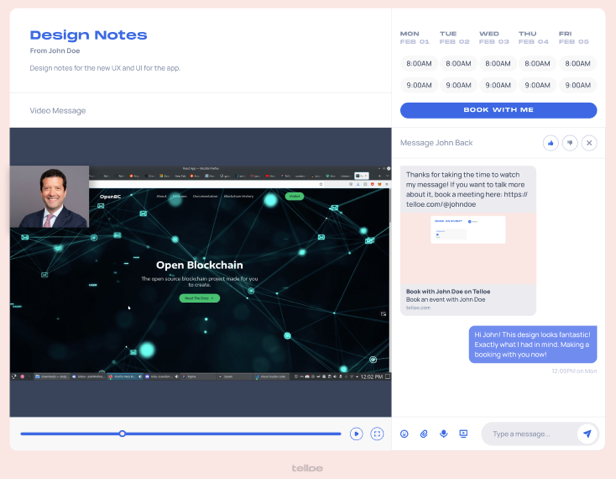 Design Notes
From John Doe
Design notes for the new UX and UI for the app.
Video Message
OpenBC
Open Blockchain
The open source blockchain project made for you
to create.
12:02 PM
MON TUE WED THU FRI
FEB 01 FEB 02 FEB 03 FEB 04 FEB 05
8:00AM 8:00AM 8:00AM 8:00AM 8:00AM
9:00AM 9:00AM 9:00AM 9:00AM 9:00AM
BOOK WITH ME
Message John Back
Thanks for taking the time to watch
my message! If you want to talk more
about it, book a meeting here: https://
telloe.com/@johndoe
Book with John Doe on Telloe
Book an event with John Doe
telloe.com
Hi John! This design looks fantastic!
Exactly what I had in mind. Making a
booking with you now!
12:03PM on Mon
Type a message...
telloe